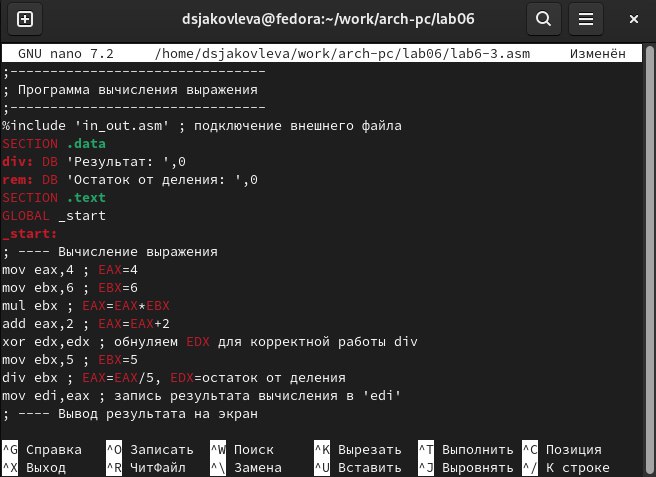 dsjakovleva@fedora:~/work/arch-pc/lab06
GNU nano 7.2 /home/dsjakovleva/work/arch-pc/lab06/lab6-3.asm Изменён
;--------------------------------
; Программа вычисления выражения
;--------------------------------
%include 'in_out.asm' ; подключение внешнего файла
SECTION .data
div: DB 'Результат: ',0
rem: DB 'Остаток от деления: ',0
SECTION .text
GLOBAL _start
_start:
; ---- Вычисление выражения
mov eax,4 ; EAX=4
mov ebx,6 ; EBX=6
mul ebx ; EAX=EAX*EBX
add eax,2 ; EAX=EAX+2
xor edx,edx ; обнуляем EDX для корректной работы div
mov ebx,5 ; EBX=5
div ebx ; EAX=EAX/5, EDX=остаток от деления
mov edi,eax ; запись результата вычисления в 'edi'
; ---- Вывод результата на экран
^G Справка ^O Записать ^W Поиск ^K Вырезать ^T Выполнить ^C Позиция
^X Выход ^R ЧитФайл ^\ Замена ^U Вставить ^J Выровнять ^/ К строке